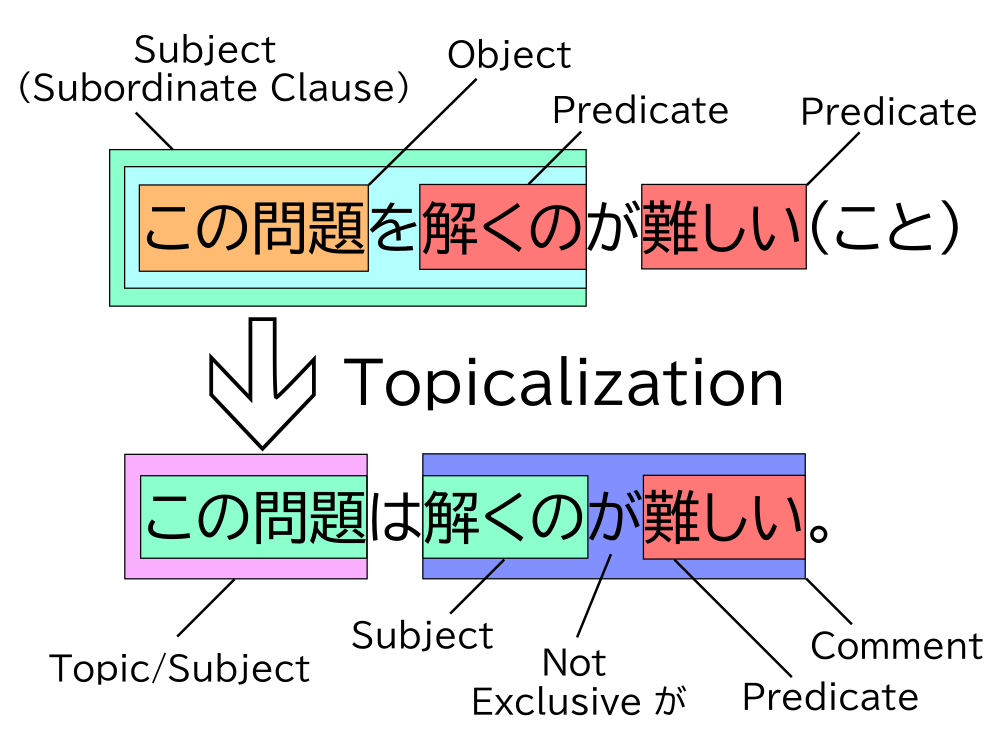 Subject
(Subordinate Clause)
Object
Predicate
Predicate
この問題を解くのが難しい(こと)
Topicalization
この問題は解くのが難しい。
Topic/Subject
Subject
Not
Exclusive が
Predicate
Comment